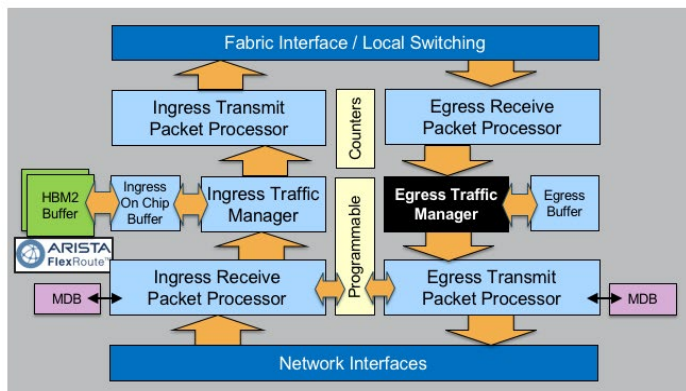 Fabric Interface / Local Switching
Ingress Transmit
Packet Processor
Counters
Egress Receive
Packet Processor
HBM2
Buffer
Ingress
On Chip
Buffer
Ingress Traffic
Manager
Programmable
Egress Traffic
Manager
Egress
Buffer
ARISTA
FlexRoute™
MDB
Ingress Receive
Packet Processor
Egress Transmit
Packet Processor
MDB
Network Interfaces